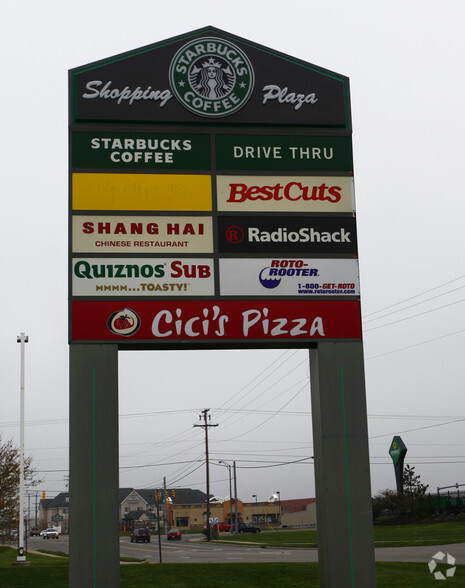 STARBUCKS
COFFEE
Shopping Plaza
STARBUCKS
COFFEE
DRIVE THRU
BestCuts
SHANG HAI
CHINESE RESTAURANT
R RadioShack
Quiznos Sub
MMMM...TOASTY!
ROTO-
ROOTER
1-800-GET-ROTO
www.rotorooter.com
CiCi's Pizza